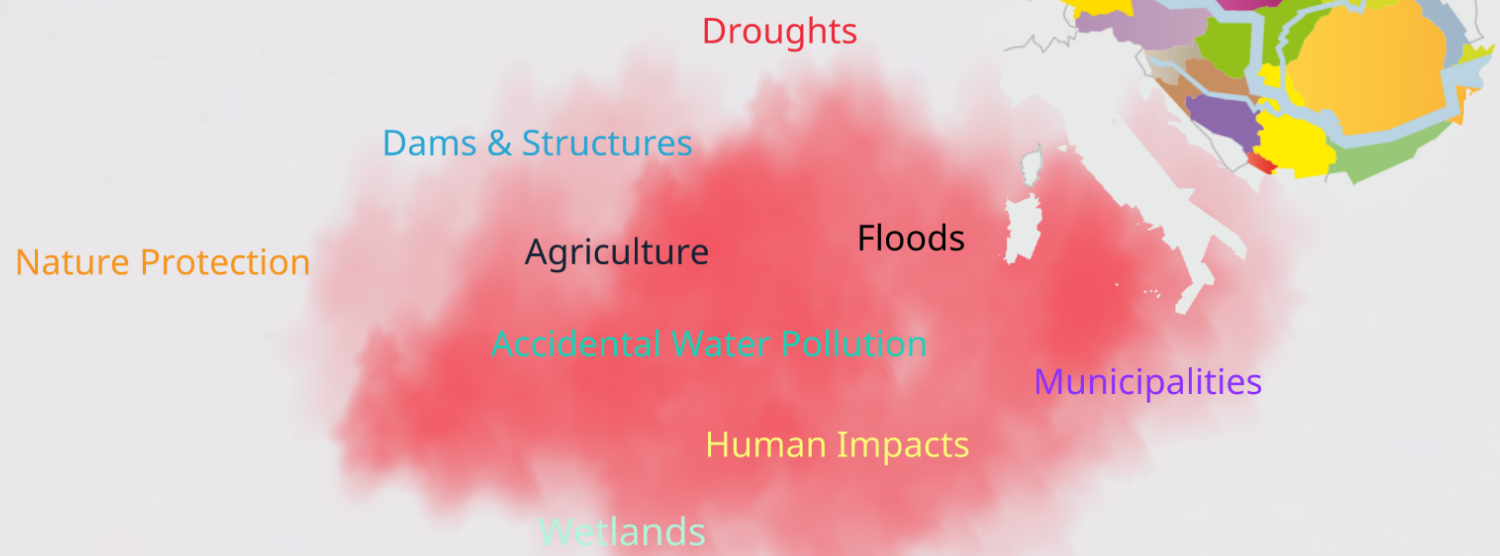 Droughts
Dams & Structures
Floods
Agriculture
Nature Protection
Accidental Water Pollution
Municipalities
Human Impacts
Wetlands